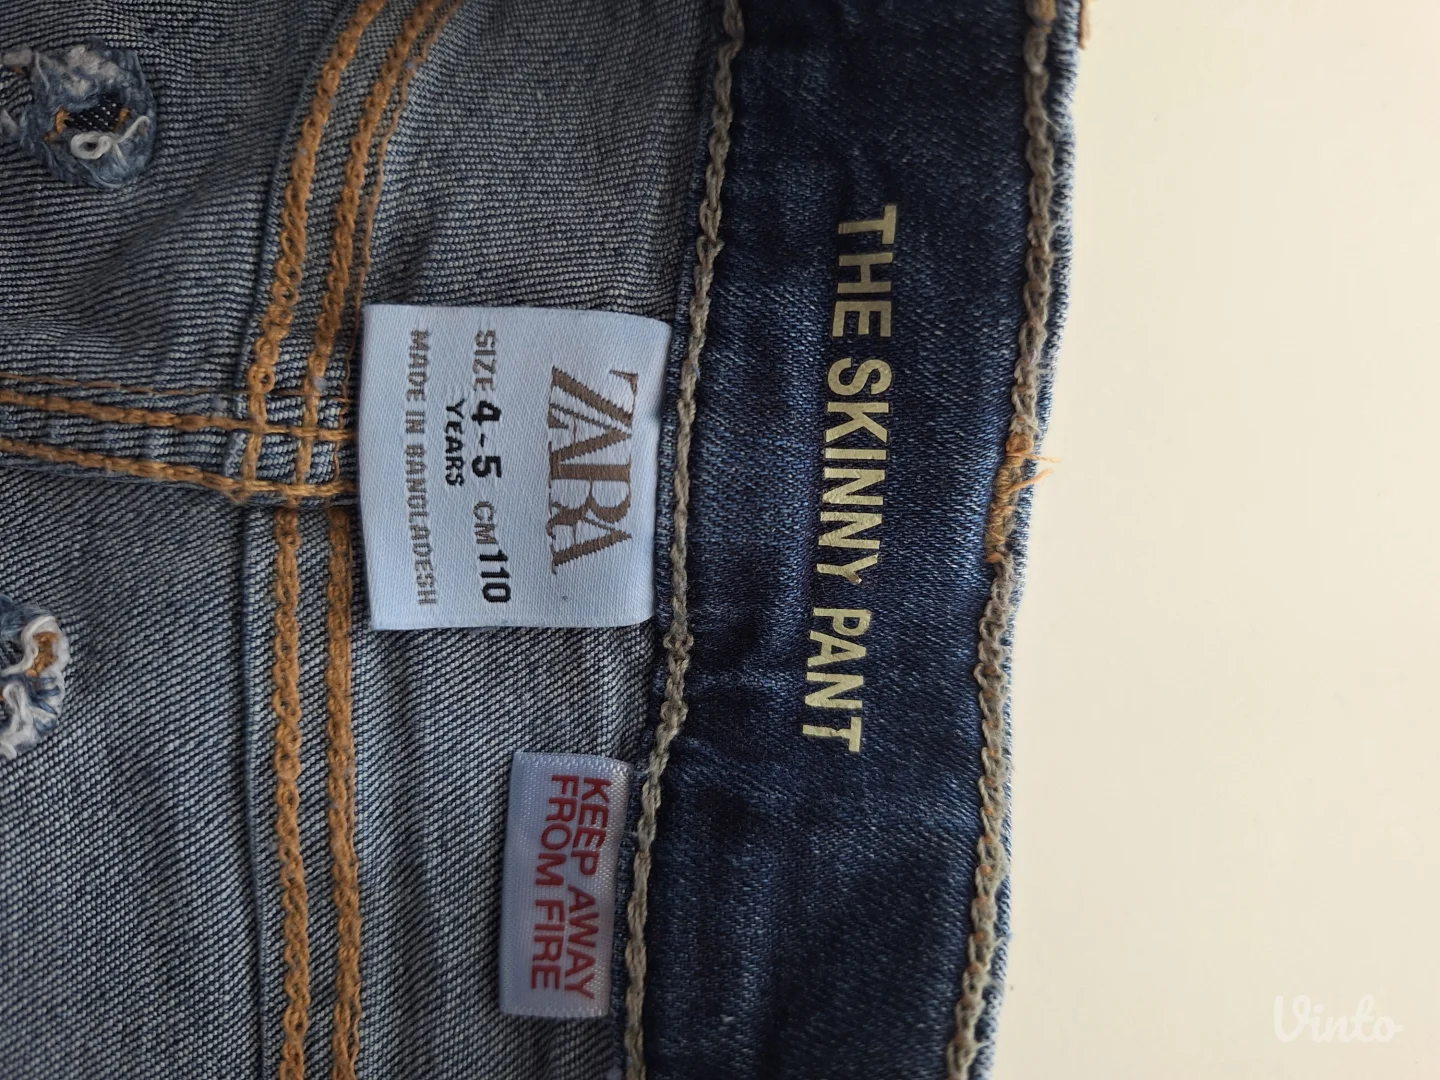 THE SKINNY PANT
ZARA
SIZE 4-5 CM 110
YEARS
MADE IN BANGLADESH
KEEP AWAY
FROM FIRE
Vinto